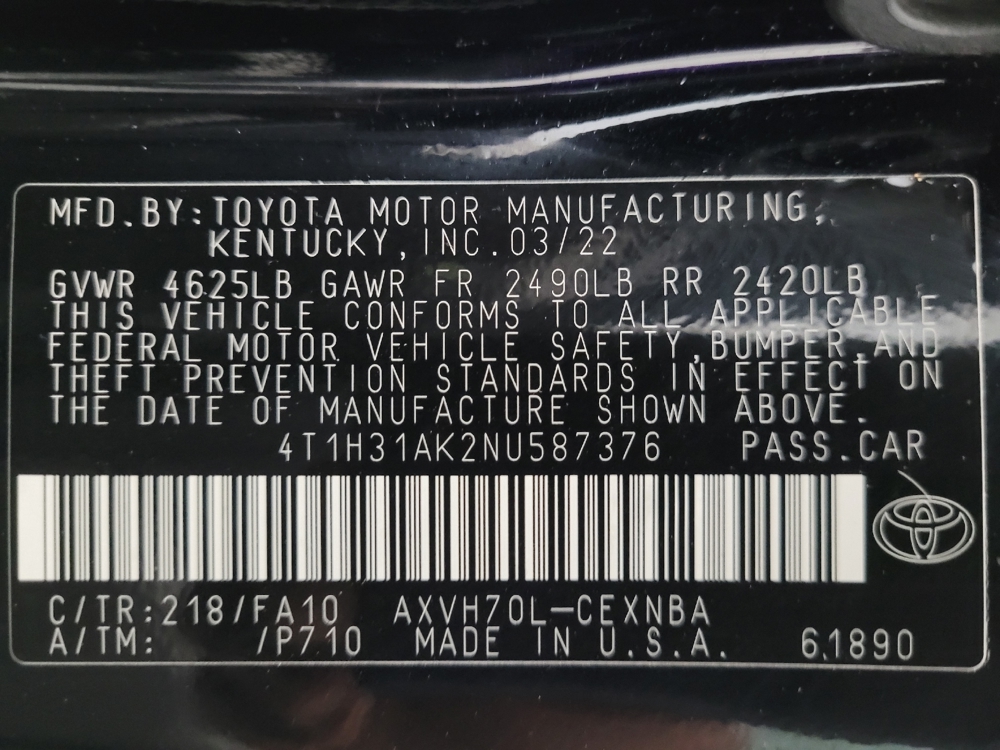 MFD.BY:TOYOTA MOTOR MANUFACTURING,
KENTUCKY, INC. 03/22
GVWR 4625LB GAWR FR 2490LB RR 2420LB
THIS VEHICLE CONFORMS TO ALL APPLICABLE
FEDERAL MOTOR VEHICLE SAFETY, BUMPER, AND
THEFT PREVENTION STANDARDS IN EFFECT ON
THE DATE OF MANUFACTURE SHOWN ABOVE.
4T1H31AK2NU587376 PASS.CAR
C/TR:218/FA10 AXVH70L-CEXNBA
A/TM: /P710 MADE IN U.S.A. 61890